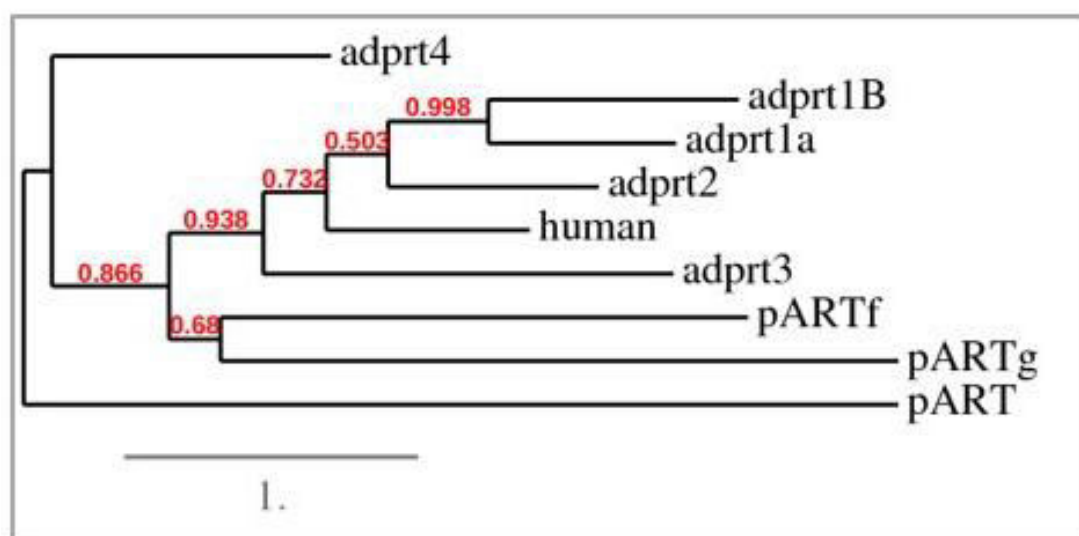 adprt4
adprt1B
0.998
adprt1a
0.503
0.732
adprt2
0.938
human
0.866
adprt3
pARTf
0.68
pARTg
pART
1.